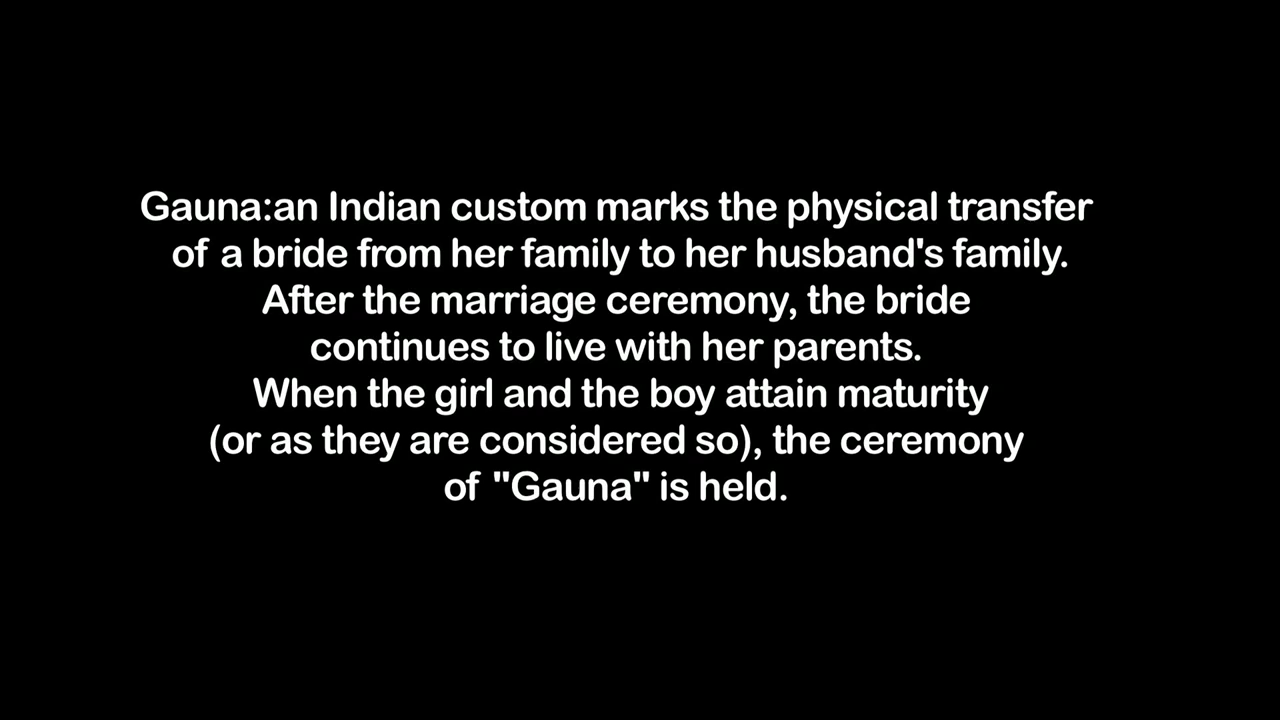 Gauna:an Indian custom marks the physical transfer
of a bride from her family to her husband's family.
After the marriage ceremony, the bride
continues to live with her parents.
When the girl and the boy attain maturity
(or as they are considered so), the ceremony
of "Gauna" is held.